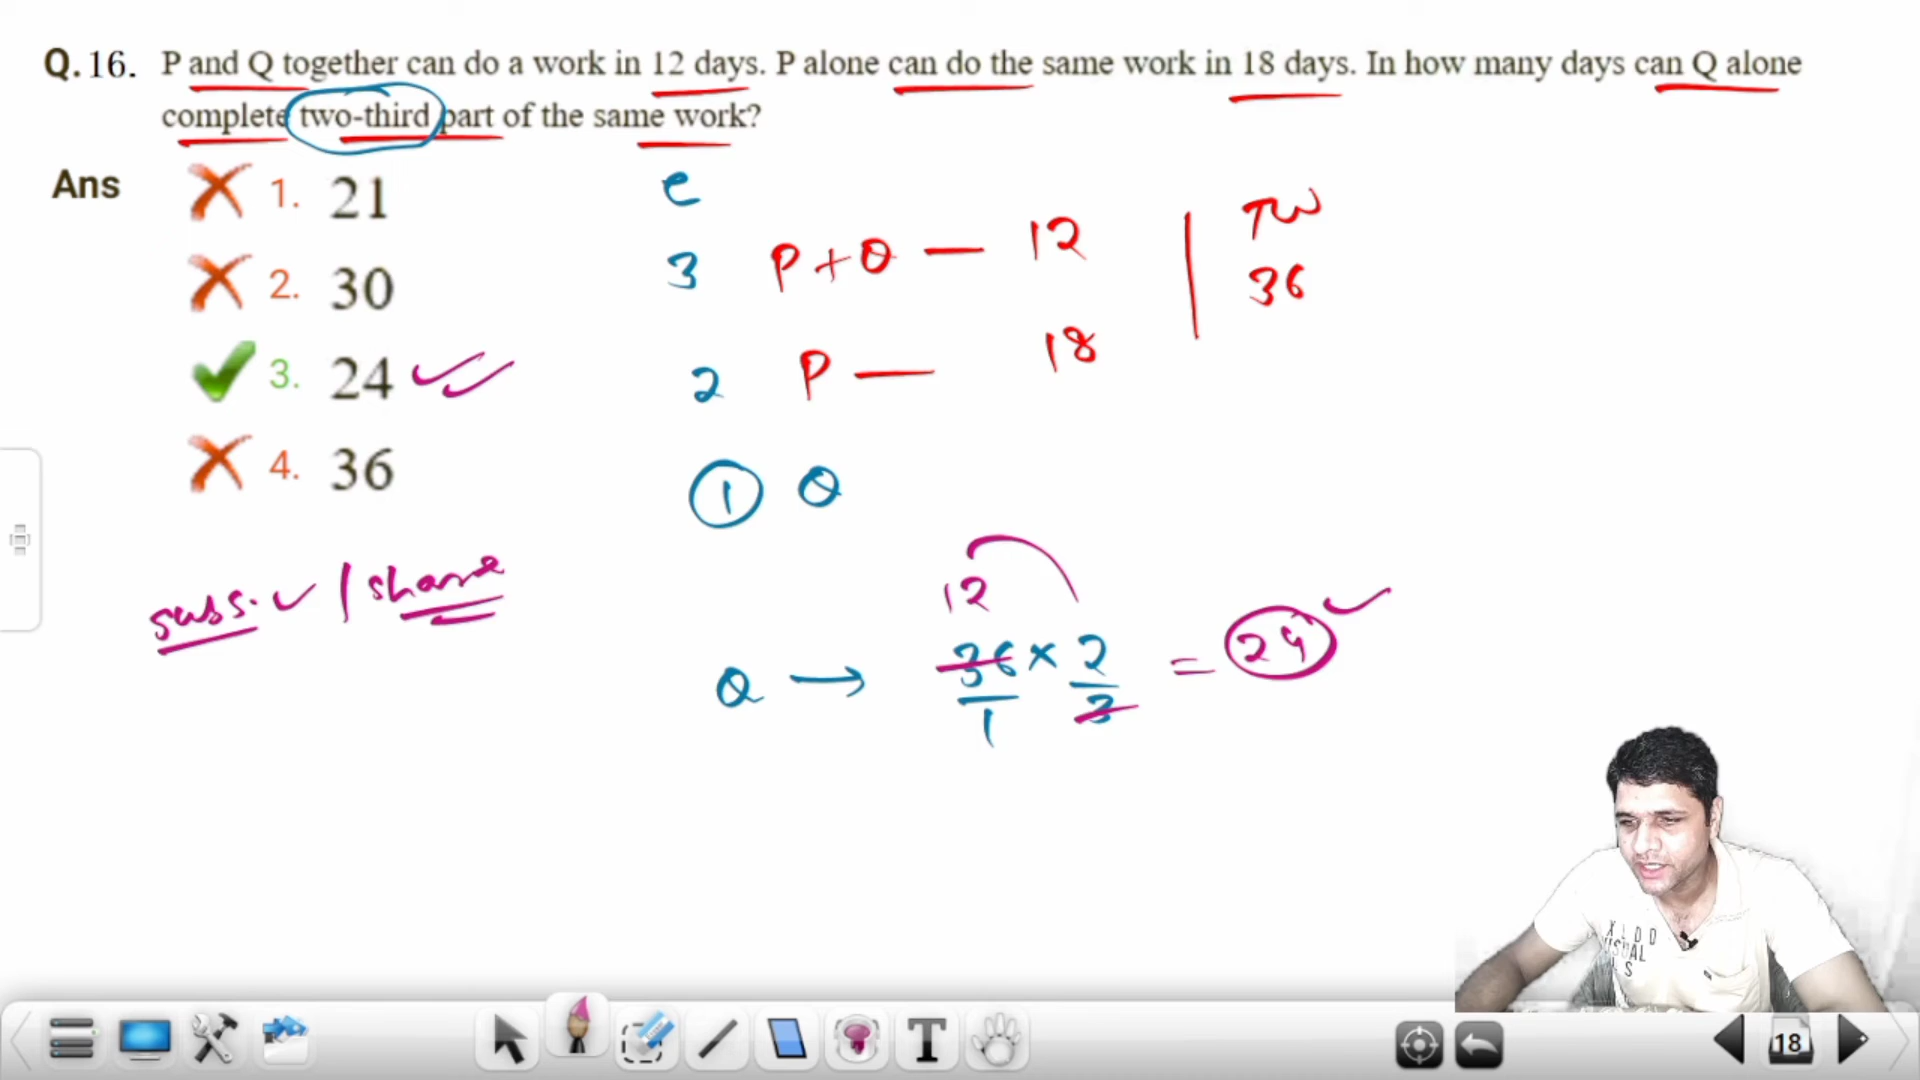 Q.16. P and Q together can do a work in 12 days. P alone can do the same work in 18 days. In how many days can Q alone
complete two-third part of the same work?
Ans
1. 21
2. 30
3. 24
4. 36
e
3 P+Q — 12
TW
36
2 P — 18
1 Q
subs. / share
12
Q → 36/1 × 2/3 = 24
X L D D
VISUAL
L S
T
18